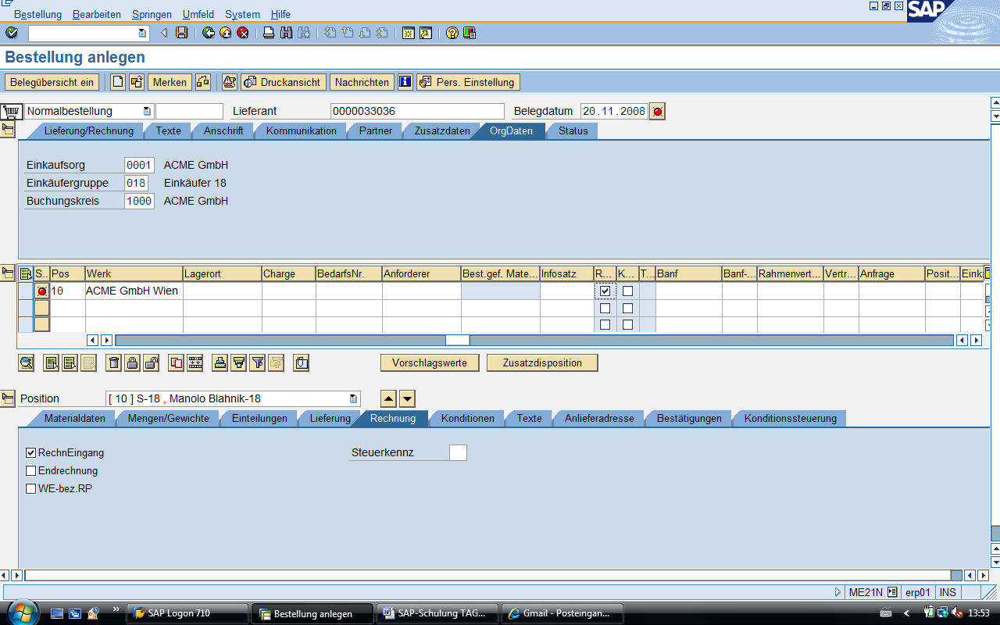 Bestellung Bearbeiten Springen Umfeld System Hilfe
SAP
Bestellung anlegen
Belegübersicht ein Merken Druckansicht Nachrichten Pers. Einstellung
Normalbestellung Lieferant 0000033036 Belegdatum 20.11.2008
Lieferung/Rechnung Texte Anschrift Kommunikation Partner Zusatzdaten OrgDaten Status
Einkaufsorg 0001 ACME GmbH
Einkäufergruppe 018 Einkäufer 18
Buchungskreis 1000 ACME GmbH
S.. Pos Werk Lagerort Charge BedarfsNr. Anforderer Best.gef. Mate... Infosatz R... K... T... Banf Banf-... Rahmenvert... Vertr... Anfrage Posit... Eink
10 ACME GmbH Wien
Vorschlagswerte Zusatzdisposition
Position [ 10 ] S-18 , Manolo Blahnik-18
Materialdaten Mengen/Gewichte Einteilungen Lieferung Rechnung Konditionen Texte Anlieferadresse Bestätigungen Konditionssteuerung
RechnEingang Steuerkennz
Endrechnung
WE-bez.RP
ME21N erp01 INS
» SAP Logon 710 Bestellung anlegen SAP-Schulung TAG... Gmail - Posteingan... 13:53